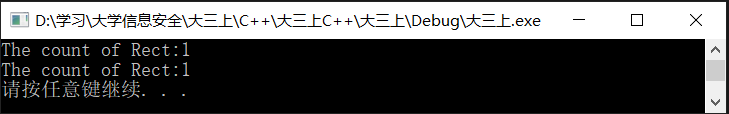 D:\学习\大学信息安全\大三上\C++\大三上C++\大三上\Debug\大三上.exe
The count of Rect:1
The count of Rect:1
请按任意键继续. . .